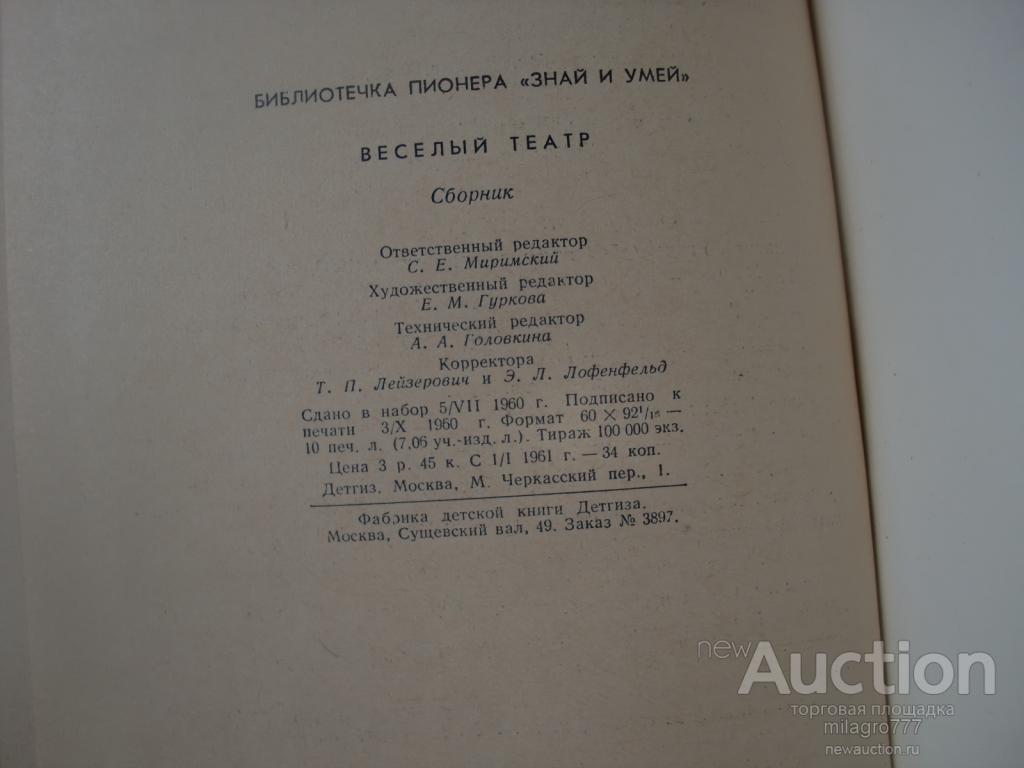 БИБЛИОТЕЧКА ПИОНЕРА «ЗНАЙ И УМЕЙ»
ВЕСЕЛЫЙ ТЕАТР
Сборник
Ответственный редактор
С. Е. Миримский
Художественный редактор
Е. М. Гуркова
Технический редактор
А. А. Головкина
Корректора
Т. П. Лейзерович и Э. Л. Лофенфельд
Сдано в набор 5/VII 1960 г. Подписано к
печати 3/X 1960 г. Формат 60 × 92¹/₁₆ —
10 печ. л. (7,06 уч.-изд. л.). Тираж 100 000 экз.
Цена 3 р. 45 к. С 1/I 1961 г. — 34 коп.
Детгиз. Москва, М. Черкасский пер., 1.
Фабрика детской книги Детгиза.
Москва, Сущевский вал, 49. Заказ № 3897.
new Auction
торговая площадка
milagro777
newauction.ru